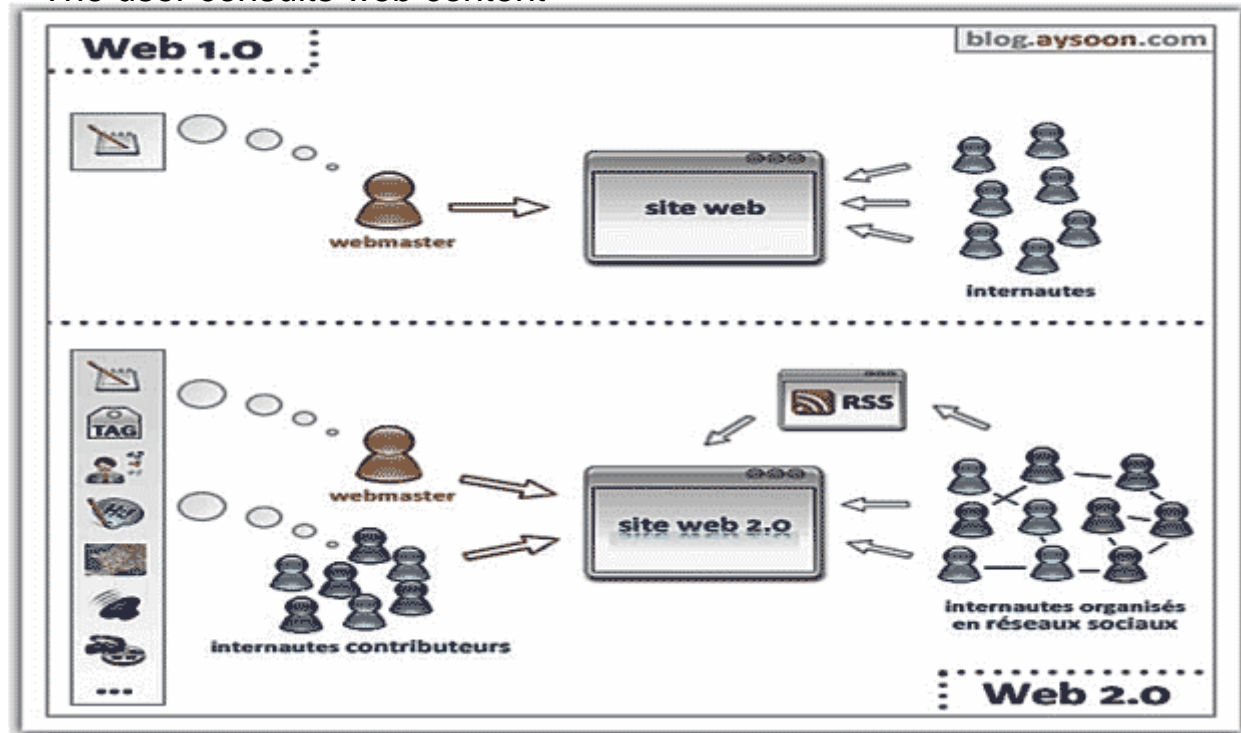 The user consults web content
Web 1.0
blog.aysoon.com
webmaster
site web
internautes
TAG
RSS
webmaster
site web 2.0
internautes contributeurs
internautes organisés
en réseaux sociaux
...
Web 2.0